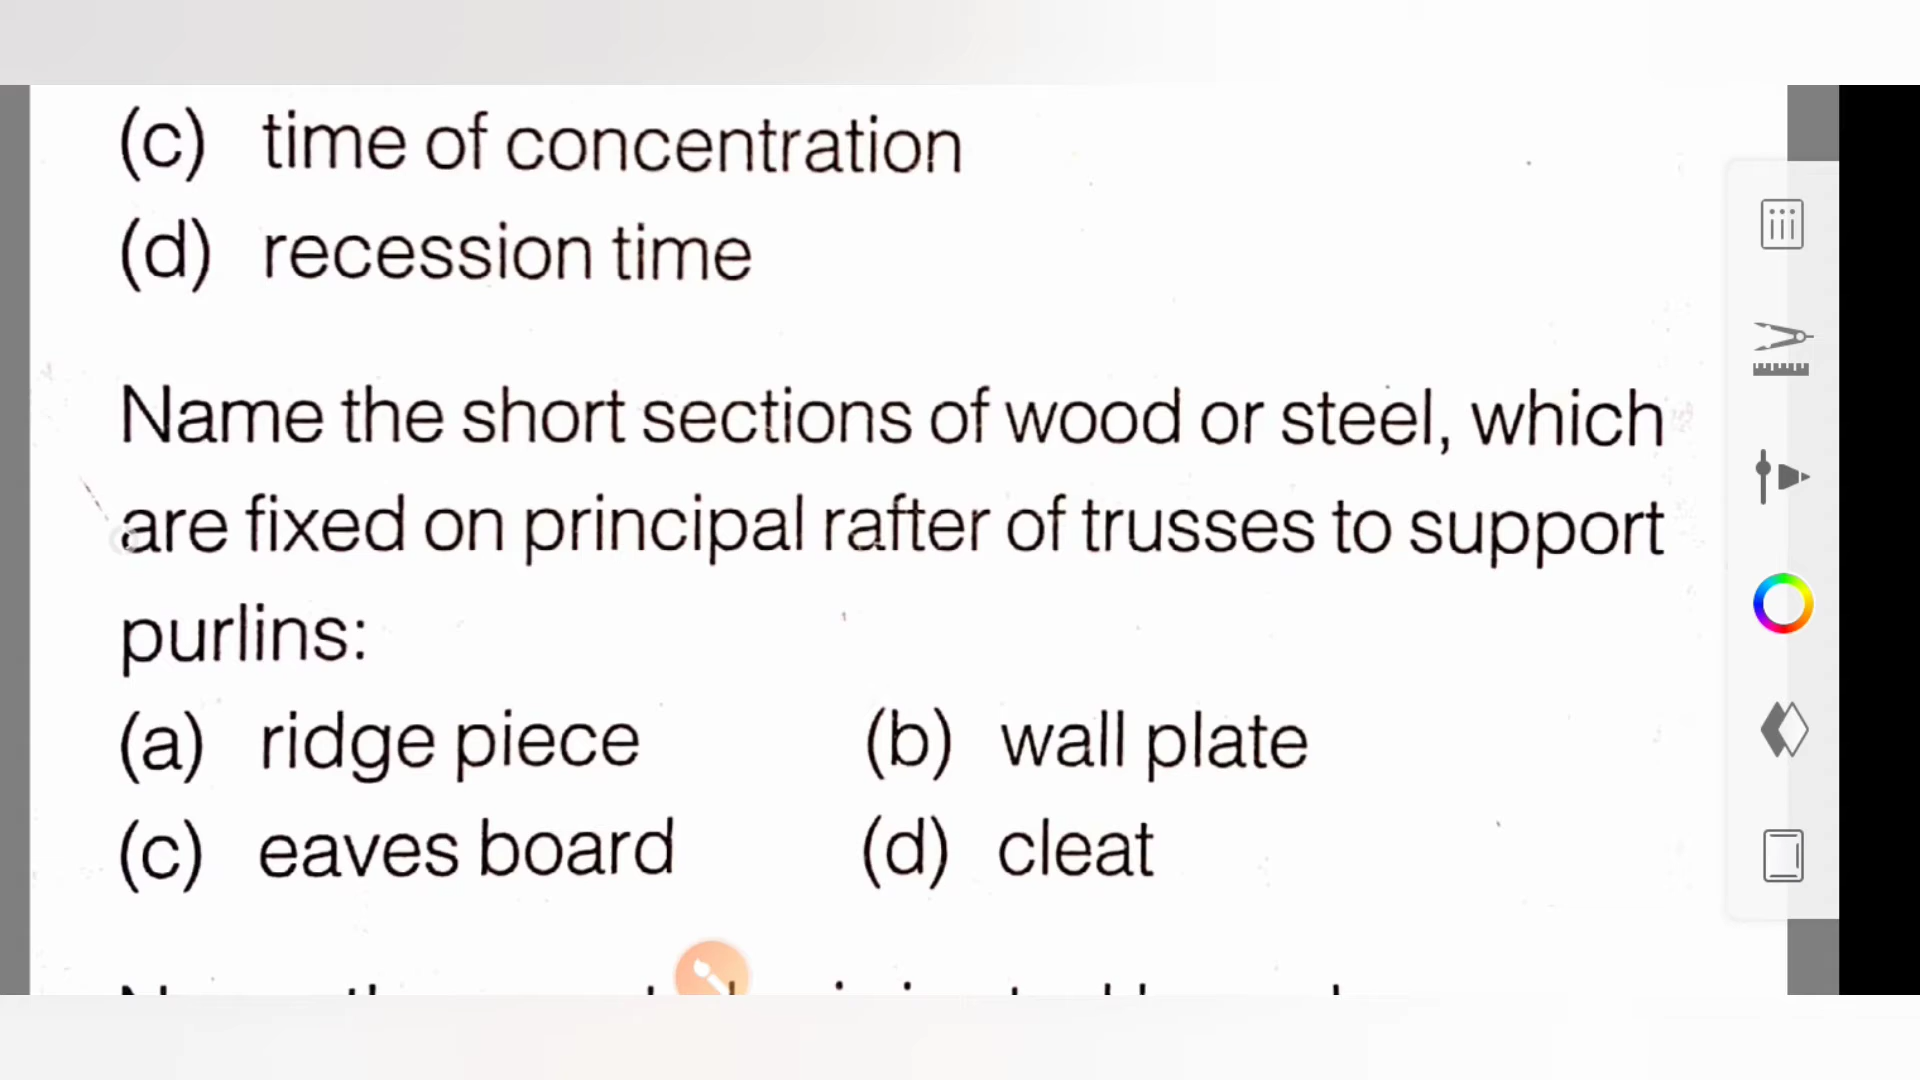 (c) time of concentration
(d) recession time
Name the short sections of wood or steel, which
are fixed on principal rafter of trusses to support
purlins:
(a) ridge piece (b) wall plate
(c) eaves board (d) cleat